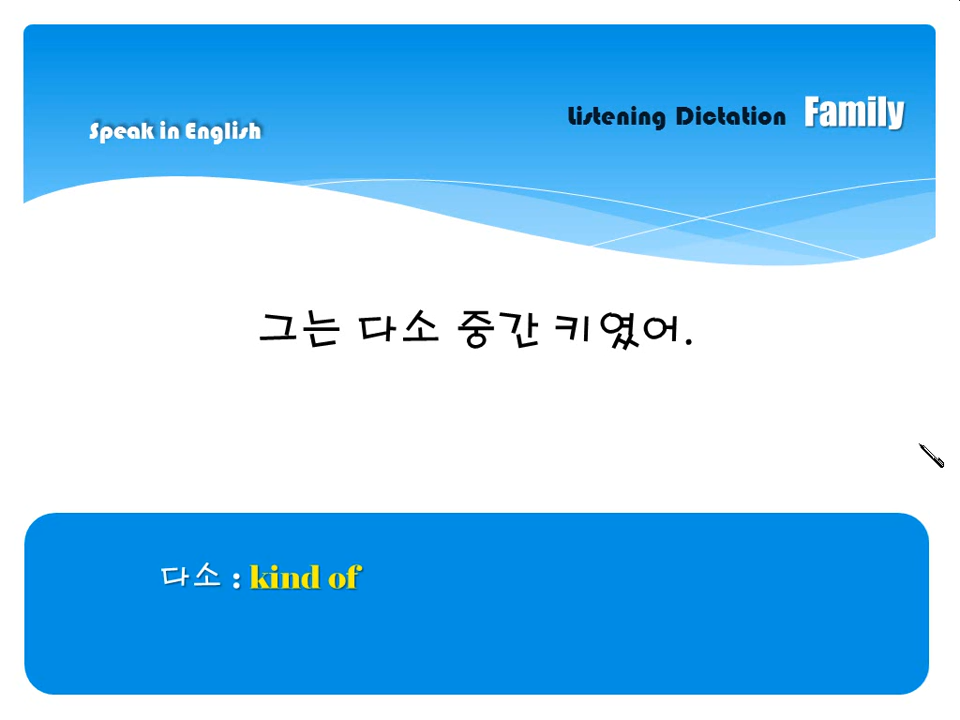 Speak in English
Listening Dictation Family
그는 다소 중간 키였어.
다소 : kind of